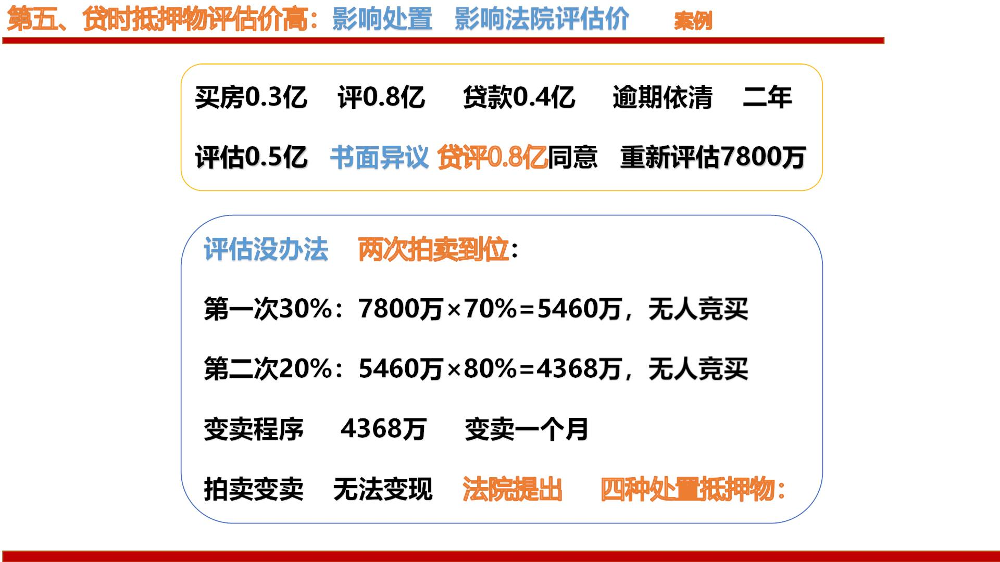 第五、贷时抵押物评估价高：影响处置 影响法院评估价 案例
买房0.3亿 评0.8亿 贷款0.4亿 逾期依清 二年
评估0.5亿 书面异议 贷评0.8亿同意 重新评估7800万
评估没办法 两次拍卖到位：
第一次30%：7800万×70%=5460万，无人竞买
第二次20%：5460万×80%=4368万，无人竞买
变卖程序 4368万 变卖一个月
拍卖变卖 无法变现 法院提出 四种处置抵押物：